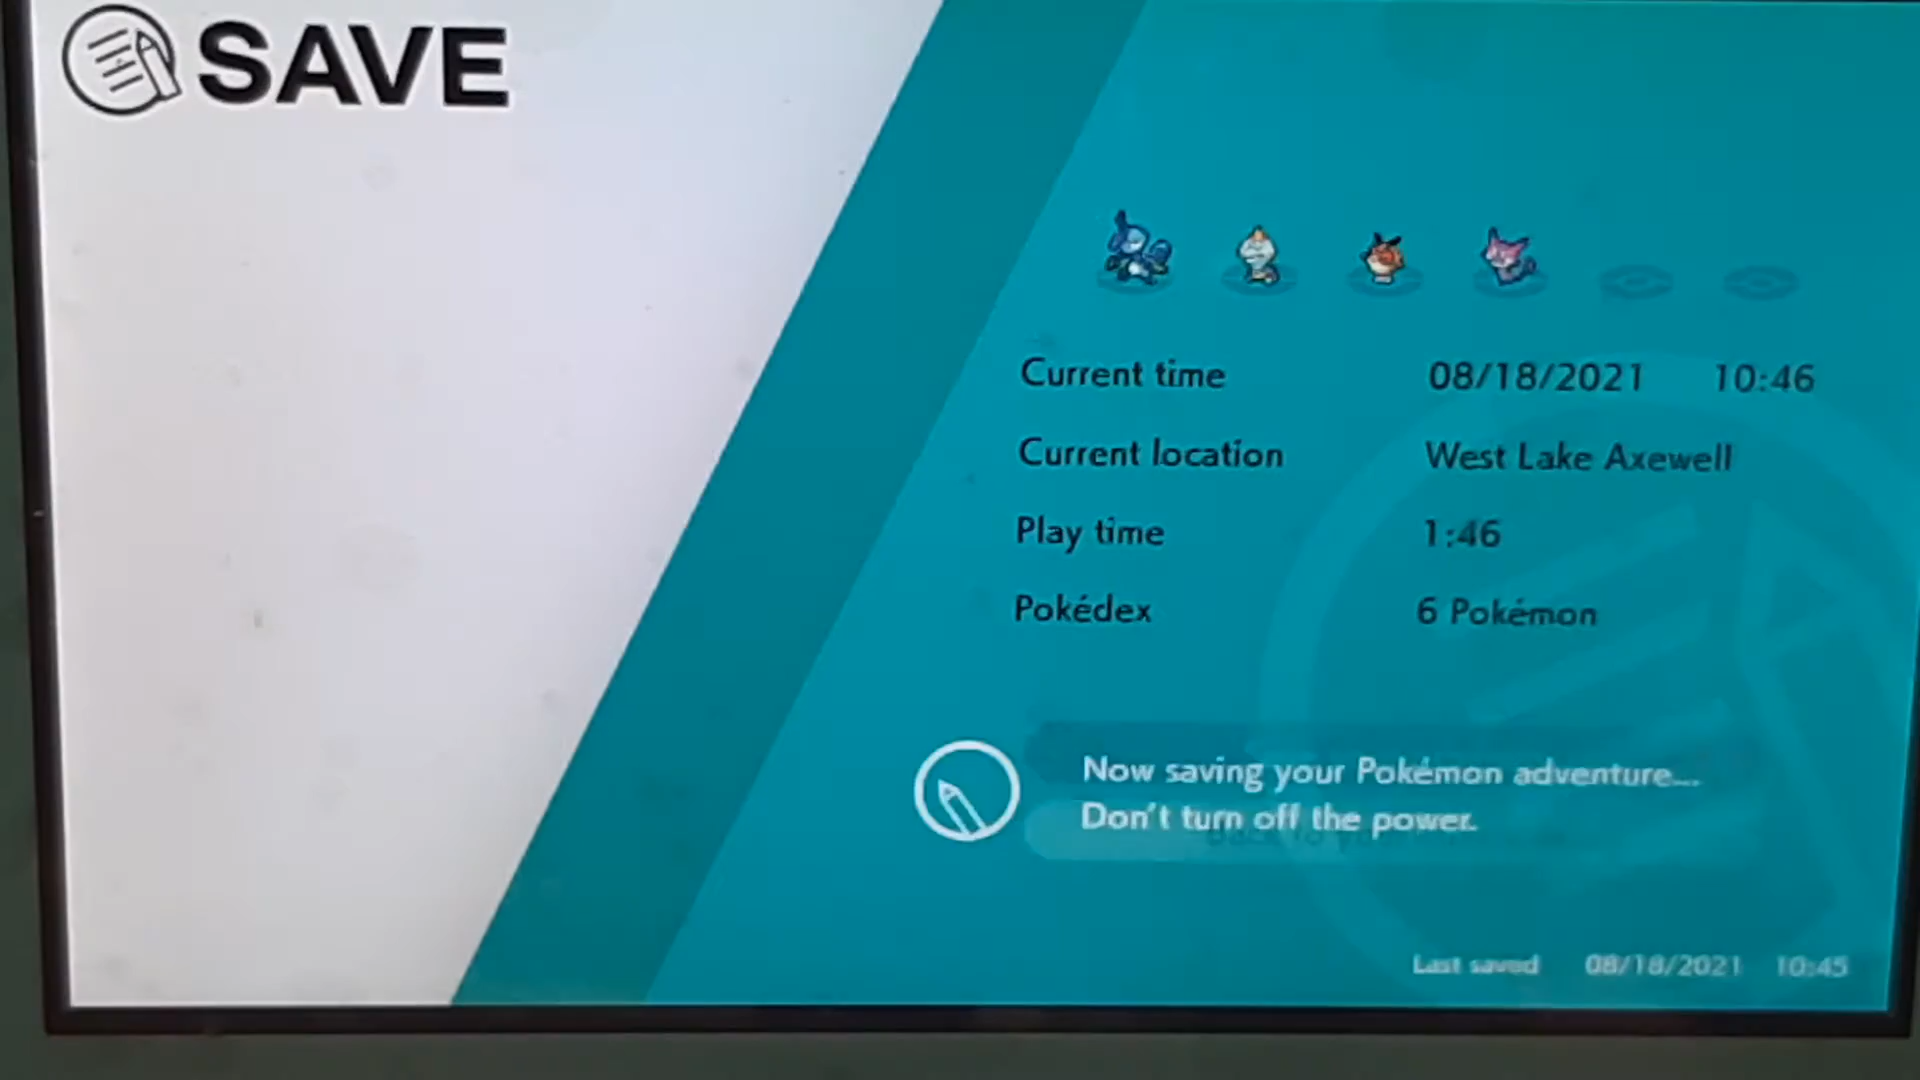 SAVE
Current time 08/18/2021 10:46
Current location West Lake Axewell
Play time 1:46
Pokédex 6 Pokémon
Now saving your Pokémon adventure...
Don't turn off the power.
Last saved 08/18/2021 10:45